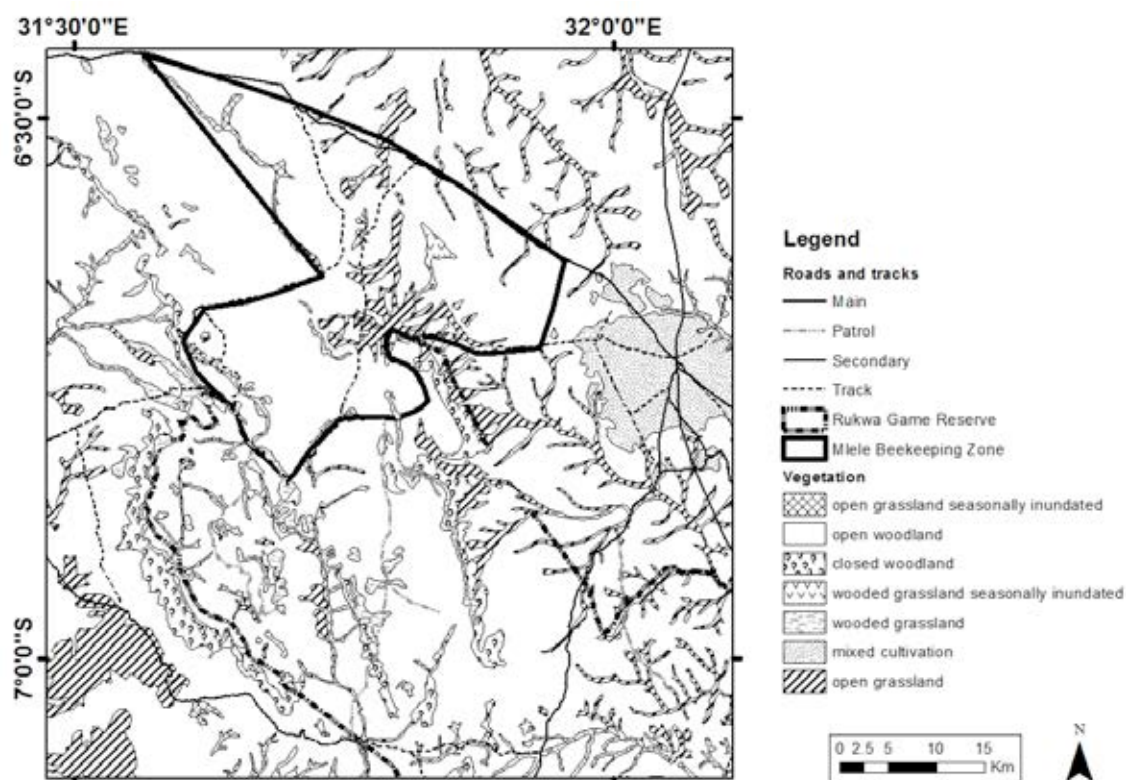 31°30'0"E 32°0'0"E
6°30'0"S
7°0'0"S
Legend
Roads and tracks
Main
Patrol
Secondary
Track
Rukwa Game Reserve
Mlele Beekeeping Zone
Vegetation
open grassland seasonally inundated
open woodland
closed woodland
wooded grassland seasonally inundated
wooded grassland
mixed cultivation
open grassland
N
0 2.5 5 10 15
Km